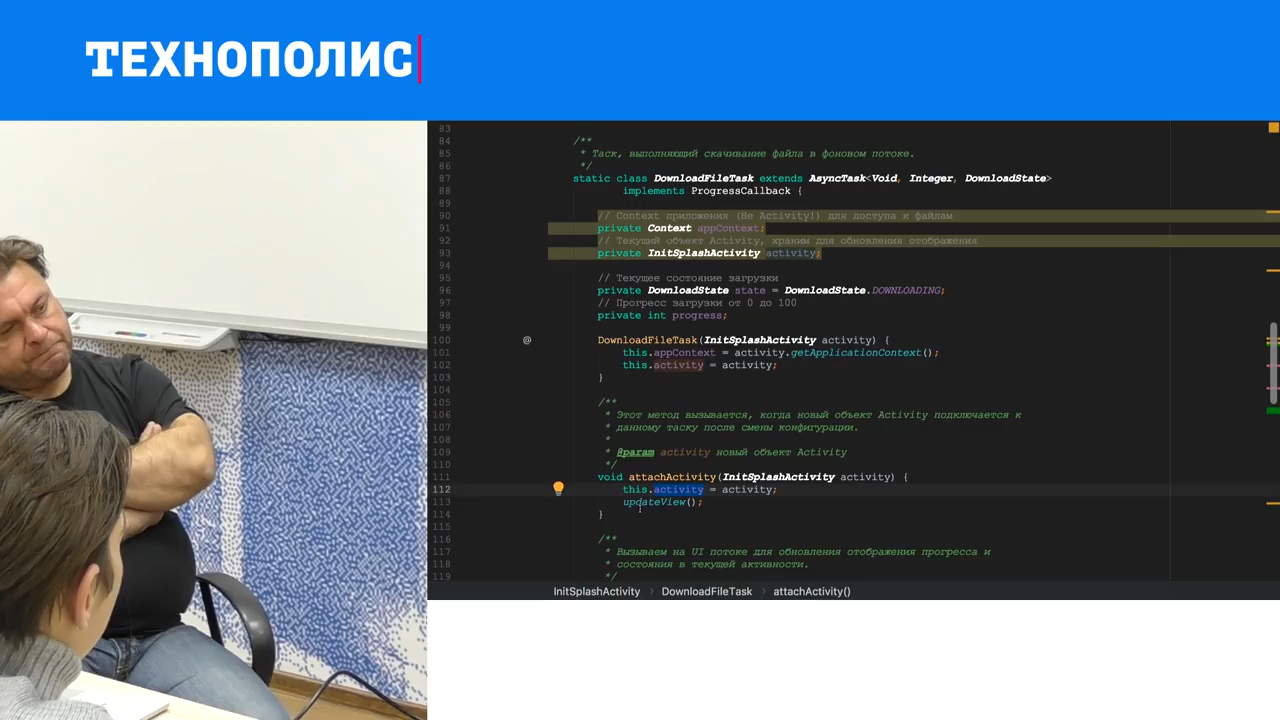 ТЕХНОПОЛИС
83
84 /**
85 * Таск, выполняющий скачивание файла в фоновом потоке.
86 */
87 static class DownloadFileTask extends AsyncTask<Void, Integer, DownloadState>
88 implements ProgressCallback {
89
90 // Context приложения (Не Activity!) для доступа к файлам
91 private Context appContext;
92 // Текущий объект Activity, храним для обновления отображения
93 private InitSplashActivity activity;
94
95 // Текущее состояние загрузки
96 private DownloadState state = DownloadState.DOWNLOADING;
97 // Прогресс загрузки от 0 до 100
98 private int progress;
99
100 @ DownloadFileTask(InitSplashActivity activity) {
101 this.appContext = activity.getApplicationContext();
102 this.activity = activity;
103 }
104
105 /**
106 * Этот метод вызывается, когда новый объект Activity подключается к
107 * данному таску после смены конфигурации.
108 *
109 * @param activity новый объект Activity
110 */
111 void attachActivity(InitSplashActivity activity) {
112 this.activity = activity;
113 updateView();
114 }
115
116 /**
117 * Вызываем на UI потоке для обновления отображения прогресса и
118 * состояния в текущей активности.
119 */
InitSplashActivity › DownloadFileTask › attachActivity()